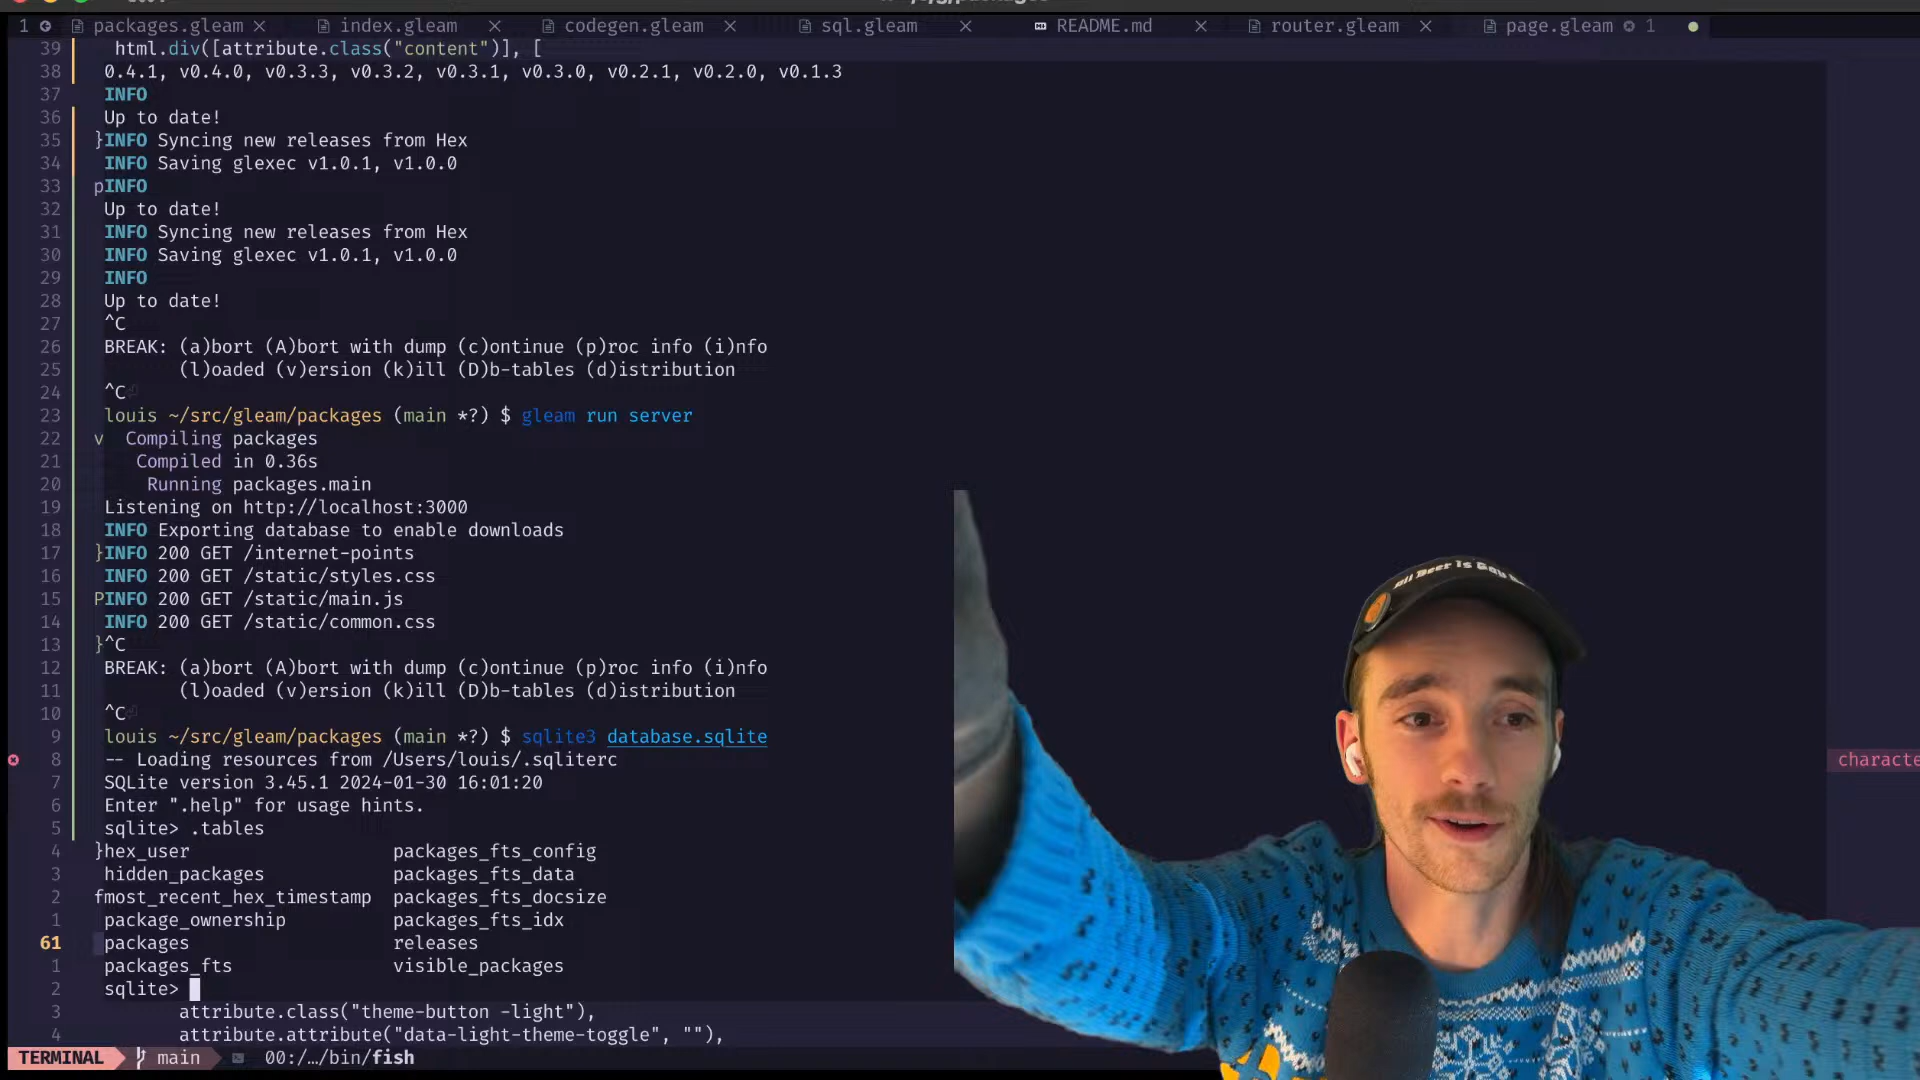 1 packages.gleam index.gleam codegen.gleam sql.gleam README.md router.gleam page.gleam 1
39 html.div([attribute.class("content")], [
38 0.4.1, v0.4.0, v0.3.3, v0.3.2, v0.3.1, v0.3.0, v0.2.1, v0.2.0, v0.1.3
37 INFO
36 Up to date!
35 }INFO Syncing new releases from Hex
34 INFO Saving glexec v1.0.1, v1.0.0
33 pINFO
32 Up to date!
31 INFO Syncing new releases from Hex
30 INFO Saving glexec v1.0.1, v1.0.0
29 INFO
28 Up to date!
27 ^C
26 BREAK: (a)bort (A)bort with dump (c)ontinue (p)roc info (i)nfo
25 (l)oaded (v)ersion (k)ill (D)b-tables (d)istribution
24 ^C⏎
23 louis ~/src/gleam/packages (main *?) $ gleam run server
22 v Compiling packages
21 Compiled in 0.36s
20 Running packages.main
19 Listening on http://localhost:3000
18 INFO Exporting database to enable downloads
17 }INFO 200 GET /internet-points
16 INFO 200 GET /static/styles.css
15 PINFO 200 GET /static/main.js
14 INFO 200 GET /static/common.css
13 }^C
12 BREAK: (a)bort (A)bort with dump (c)ontinue (p)roc info (i)nfo
11 (l)oaded (v)ersion (k)ill (D)b-tables (d)istribution
10 ^C⏎
9 louis ~/src/gleam/packages (main *?) $ sqlite3 database.sqlite
8 -- Loading resources from /Users/louis/.sqliterc characte
7 SQLite version 3.45.1 2024-01-30 16:01:20
6 Enter ".help" for usage hints.
5 sqlite> .tables
4 }hex_user packages_fts_config
3 hidden_packages packages_fts_data
2 fmost_recent_hex_timestamp packages_fts_docsize
1 package_ownership packages_fts_idx
61 packages releases
1 packages_fts visible_packages
2 sqlite>
3 attribute.class("theme-button -light"),
4 attribute.attribute("data-light-theme-toggle", ""),
TERMINAL main 00:/…/bin/fish